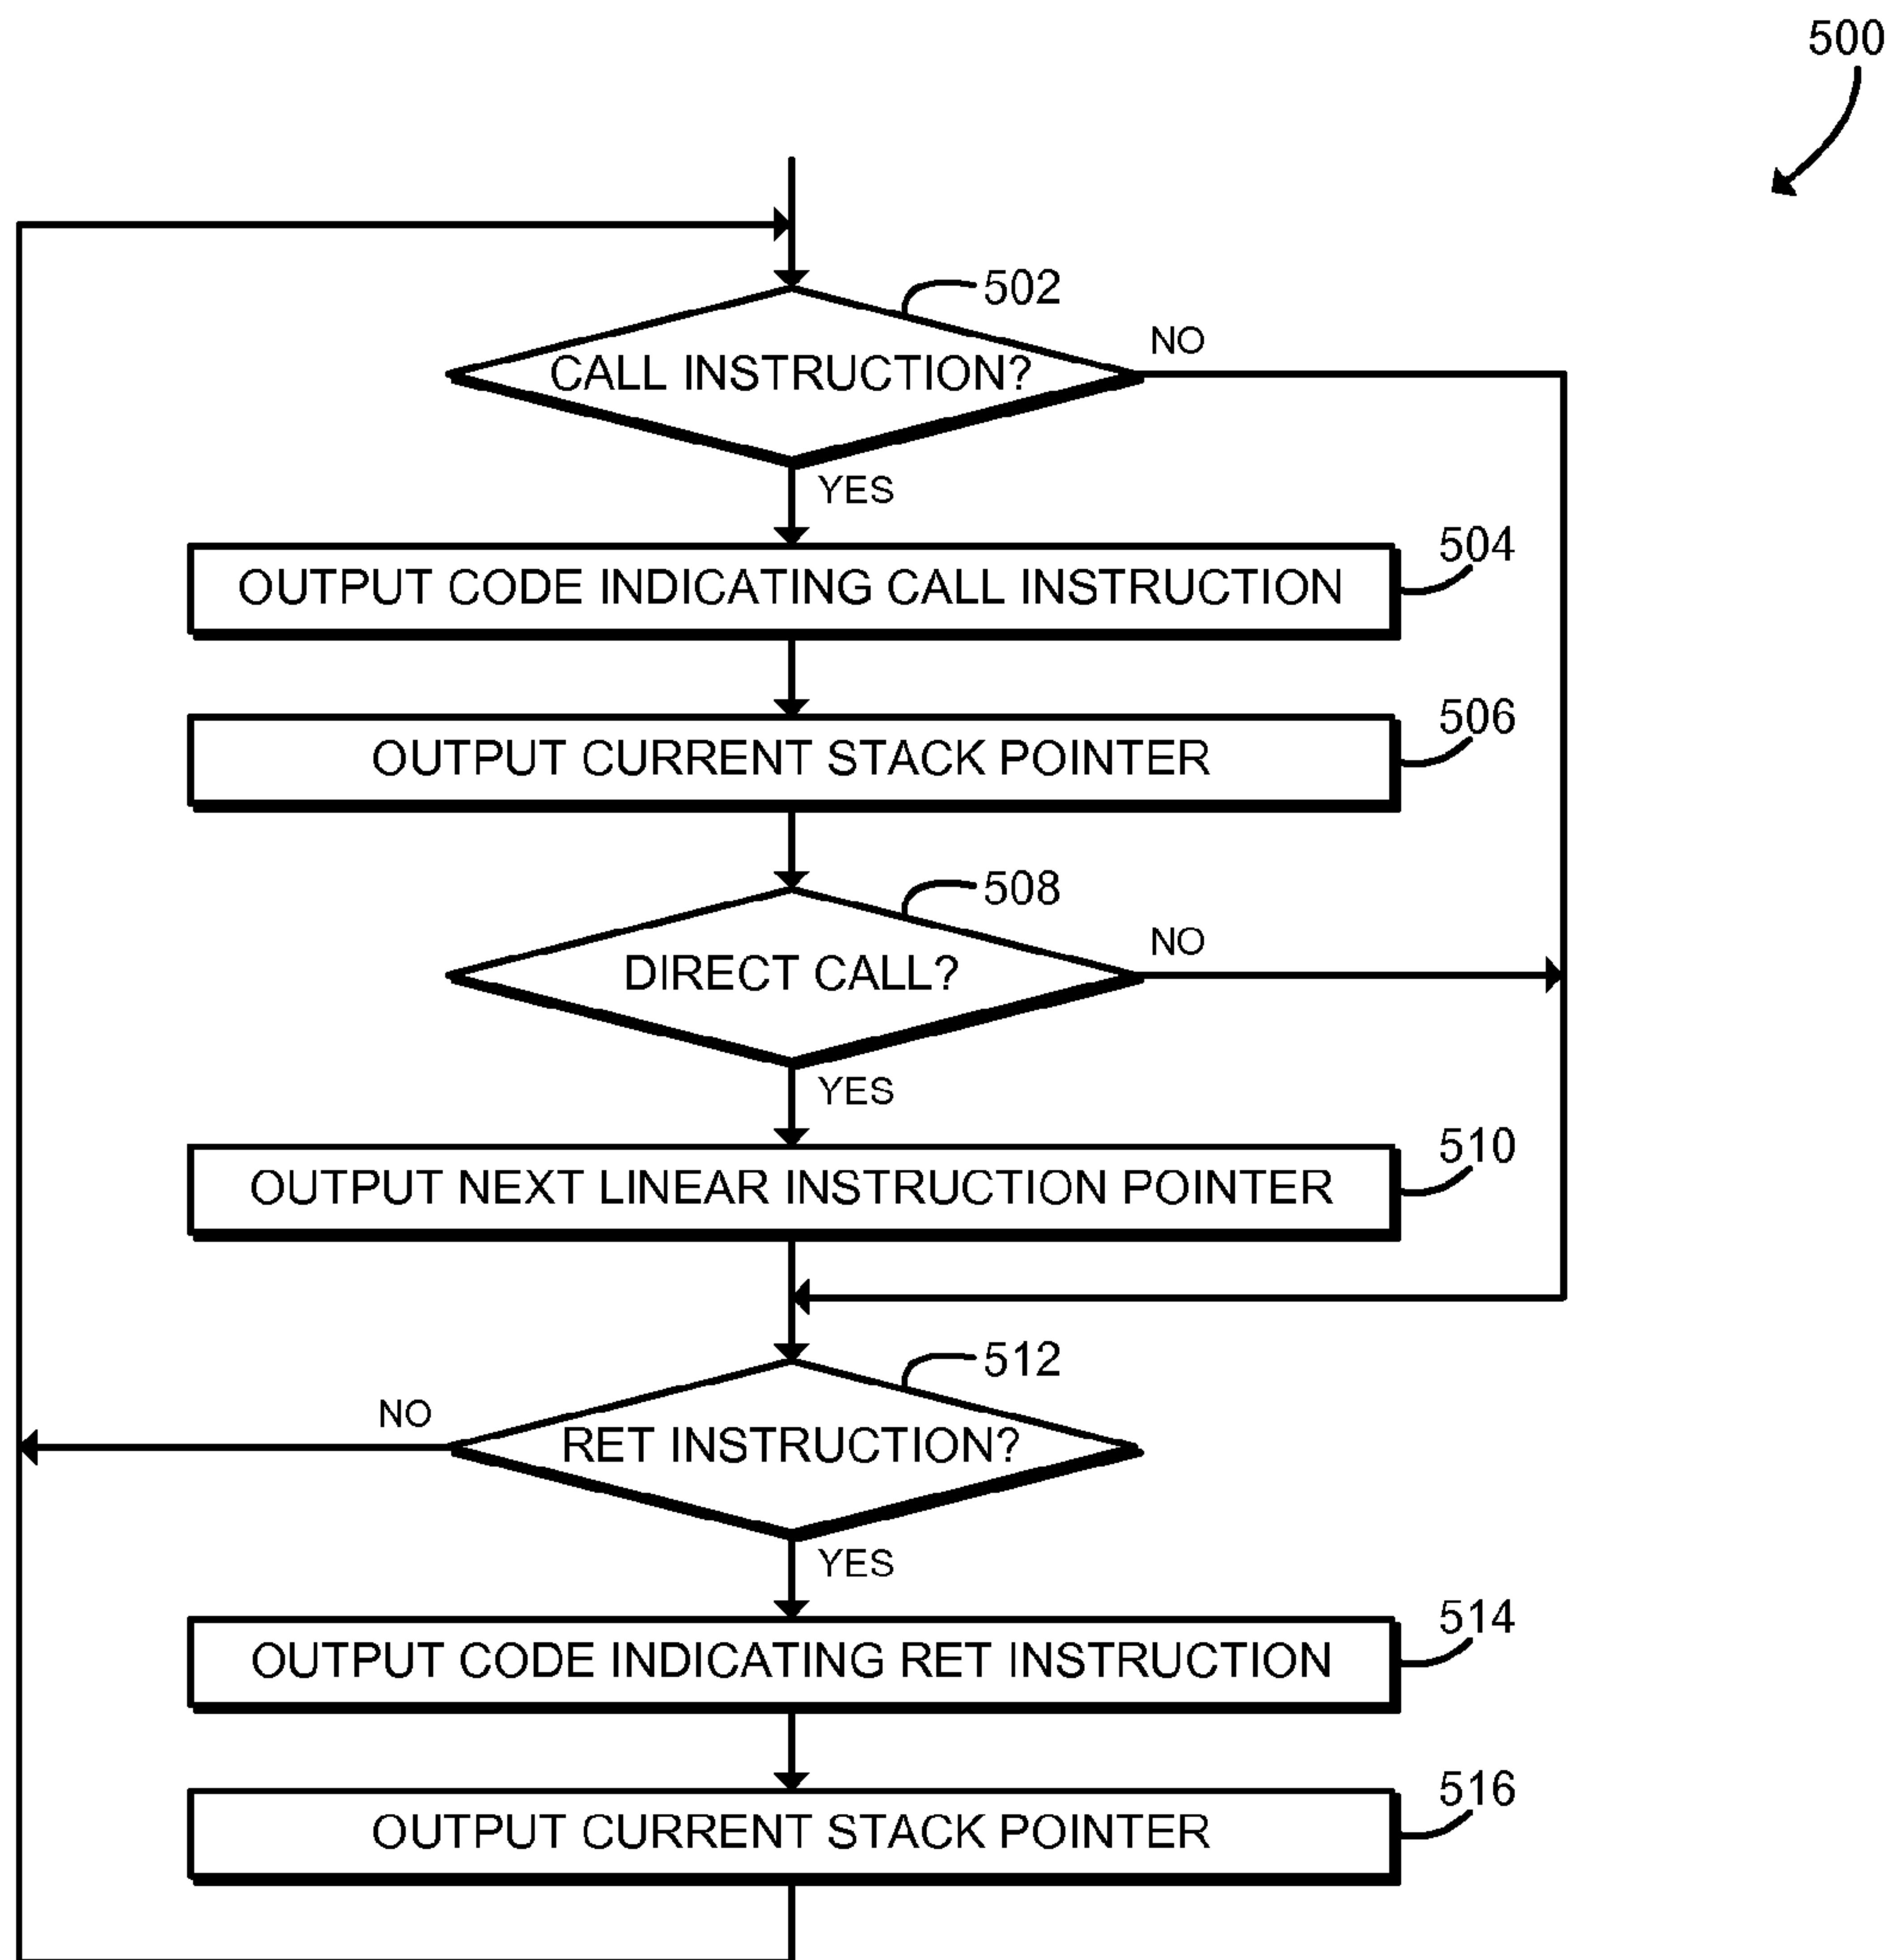 500
502
CALL INSTRUCTION?
NO
YES
504
OUTPUT CODE INDICATING CALL INSTRUCTION
506
OUTPUT CURRENT STACK POINTER
508
DIRECT CALL?
NO
YES
510
OUTPUT NEXT LINEAR INSTRUCTION POINTER
512
RET INSTRUCTION?
NO
YES
514
OUTPUT CODE INDICATING RET INSTRUCTION
516
OUTPUT CURRENT STACK POINTER